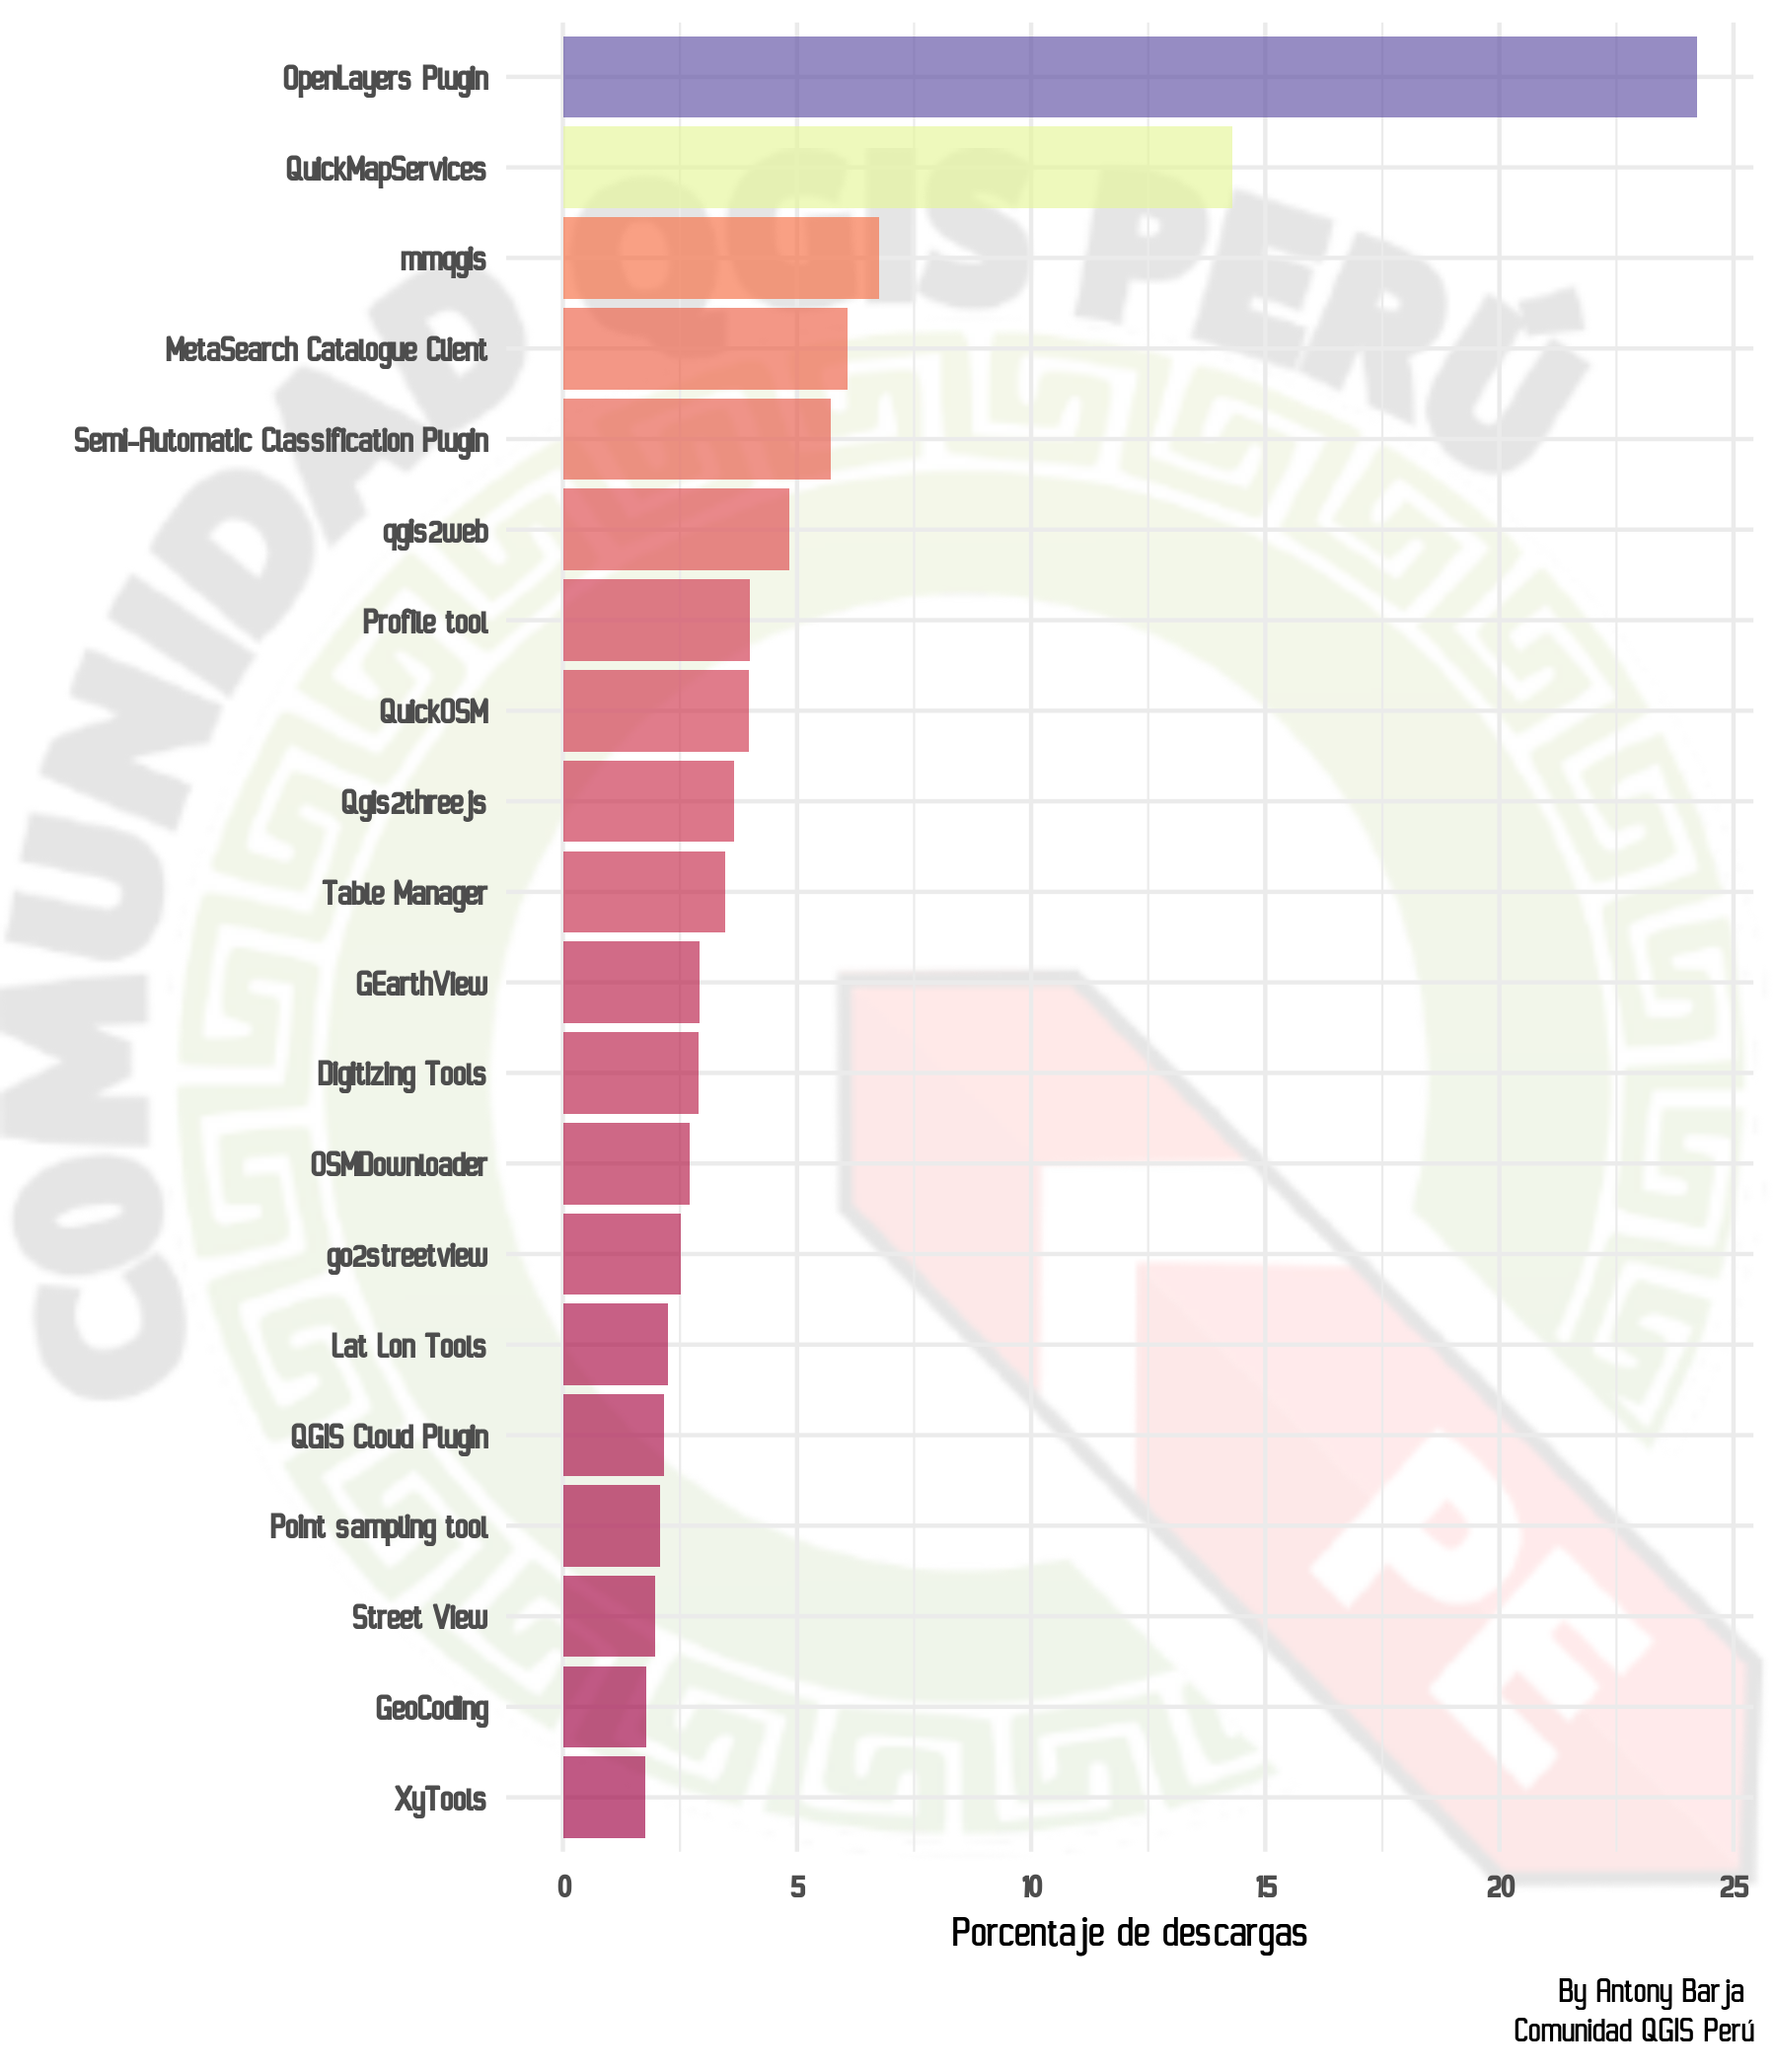 COMUNIDAD QGIS PERÚ
OpenLayers Plugin
QuickMapServices
mmqgis
MetaSearch Catalogue Client
Semi-Automatic Classification Plugin
qgis2web
Profile tool
QuickOSM
Qgis2threejs
Table Manager
GEarthView
Digitizing Tools
OSMDownloader
go2streetview
Lat Lon Tools
QGIS Cloud Plugin
Point sampling tool
Street View
GeoCoding
XyTools
PE
0 5 10 15 20 25
Porcentaje de descargas
By Antony Barja
Comunidad QGIS Perú